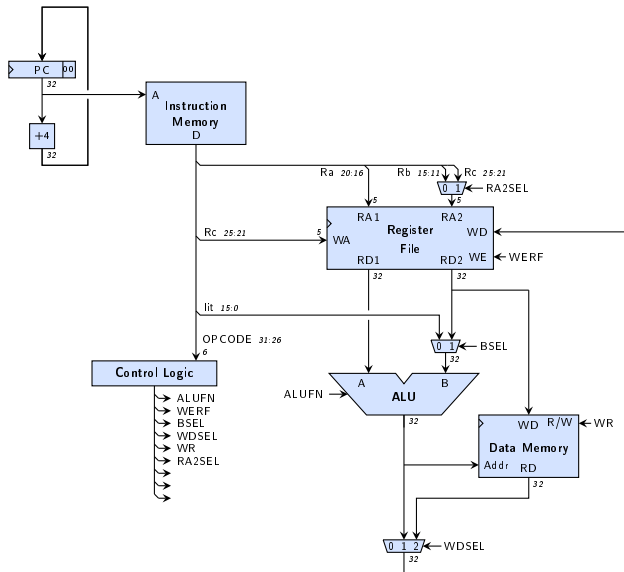 PC 00
32
+4
32
A
Instruction
Memory
D
Ra 20:16
Rb 15:11
Rc 25:21
0 1
RA2SEL
5
5
RA1
RA2
Register
File
WD
WA
5
Rc 25:21
RD1
RD2
WE
WERF
32
32
lit 15:0
OPCODE 31:26
6
0 1
BSEL
32
Control Logic
ALUFN
WERF
BSEL
WDSEL
WR
RA2SEL
ALUFN
A
B
ALU
32
WD R/W
WR
Data Memory
Addr RD
32
0 1 2
WDSEL
32